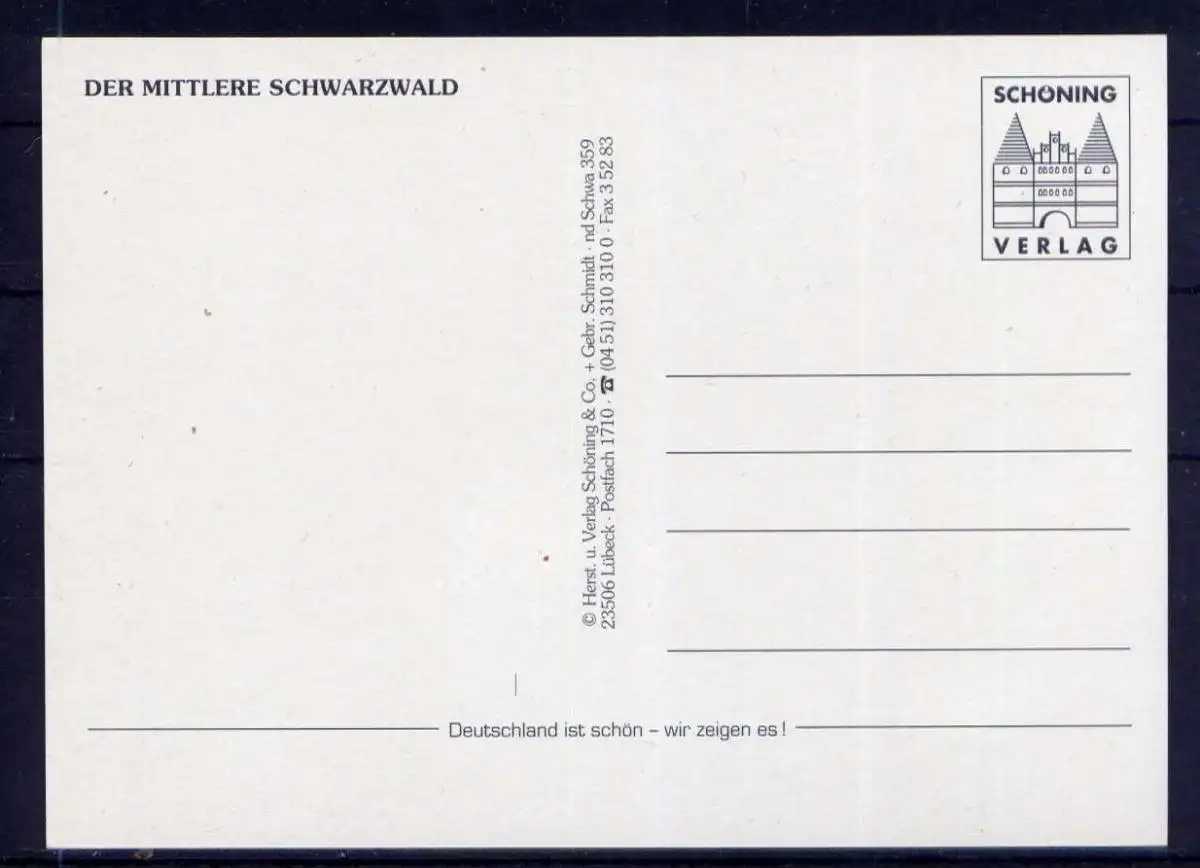 DER MITTLERE SCHWARZWALD
SCHÖNING
VERLAG
© Herst. u. Verlag Schöning & Co. + Gebr. Schmidt · nd Schwa 359
23506 Lübeck · Postfach 1710 · ☎ (04 51) 310 310 0 · Fax 3 52 83
Deutschland ist schön – wir zeigen es!